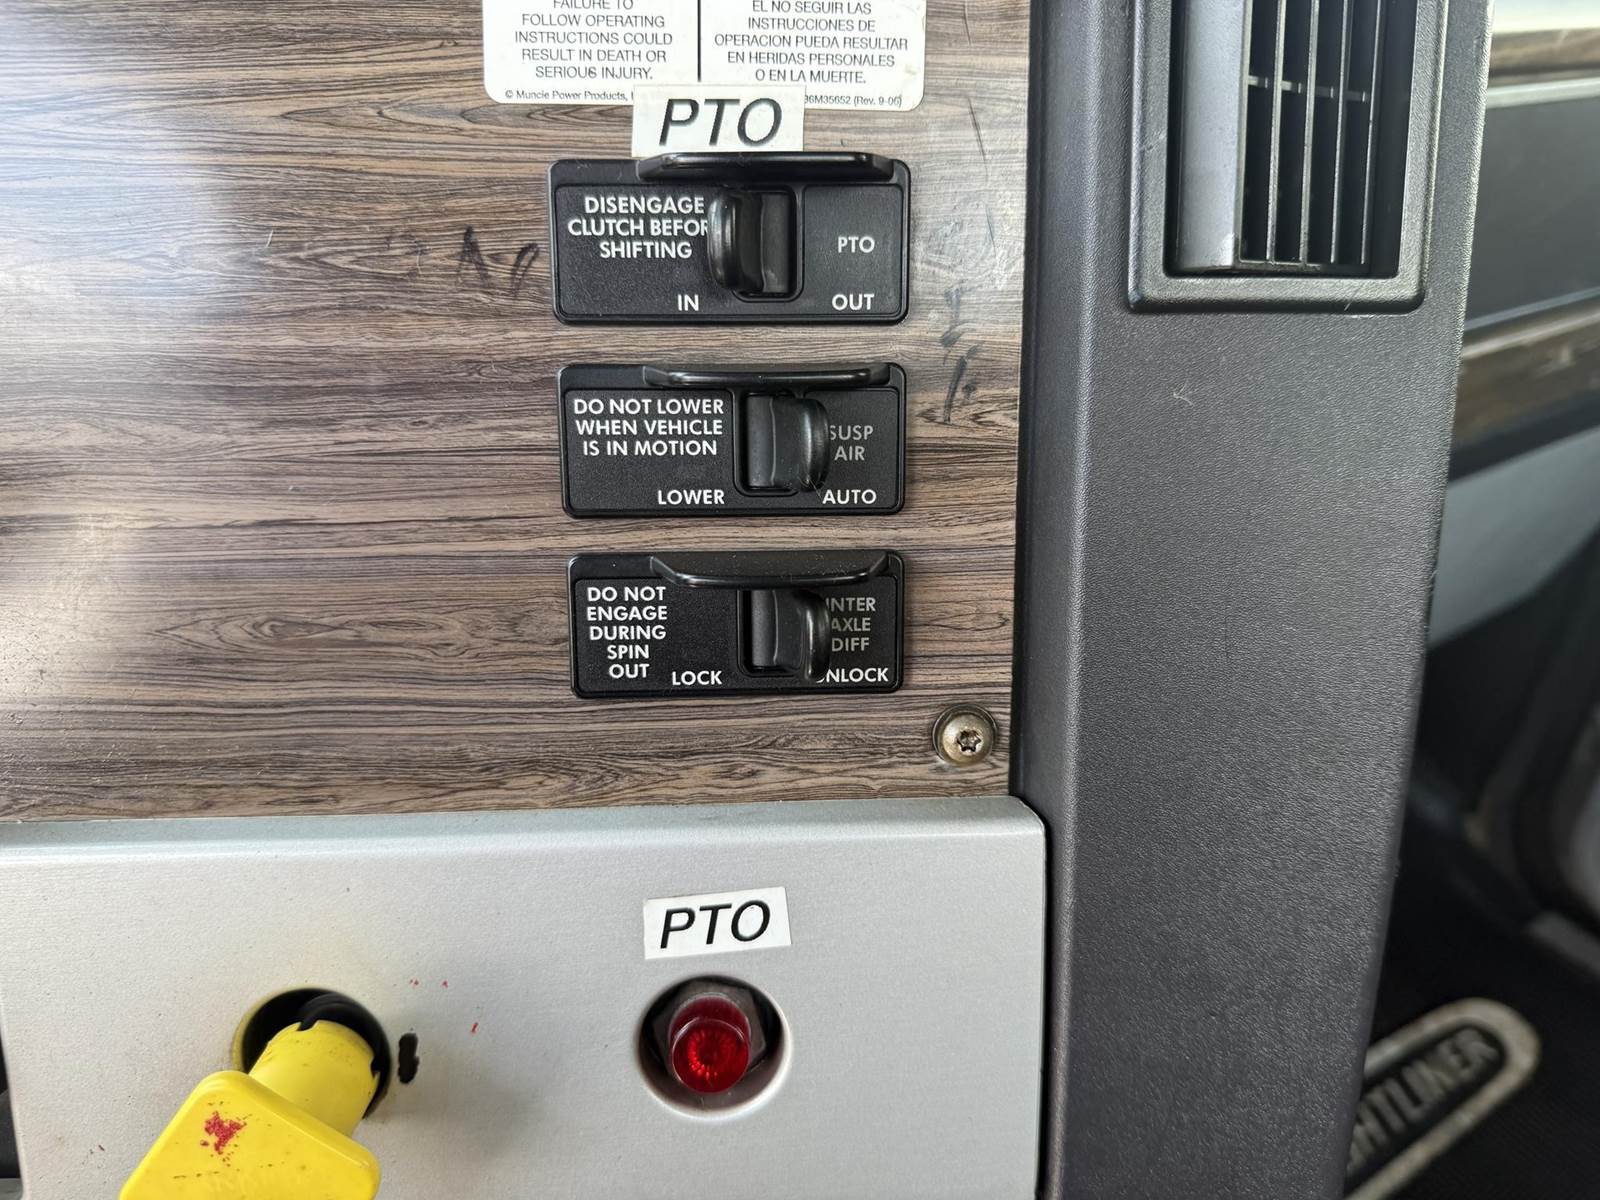 FAILURE TO
FOLLOW OPERATING
INSTRUCTIONS COULD
RESULT IN DEATH OR
SERIOUS INJURY.
EL NO SEGUIR LAS
INSTRUCCIONES DE
OPERACION PUEDA RESULTAR
EN HERIDAS PERSONALES
O EN LA MUERTE.
© Muncie Power Products,
36M35652 (Rev. 9-06)
PTO
DISENGAGE
CLUTCH BEFOR
SHIFTING
IN
PTO
OUT
DO NOT LOWER
WHEN VEHICLE
IS IN MOTION
LOWER
SUSP
AIR
AUTO
DO NOT
ENGAGE
DURING
SPIN
OUT
LOCK
INTER
AXLE
DIFF
UNLOCK
PTO
GHTLINER